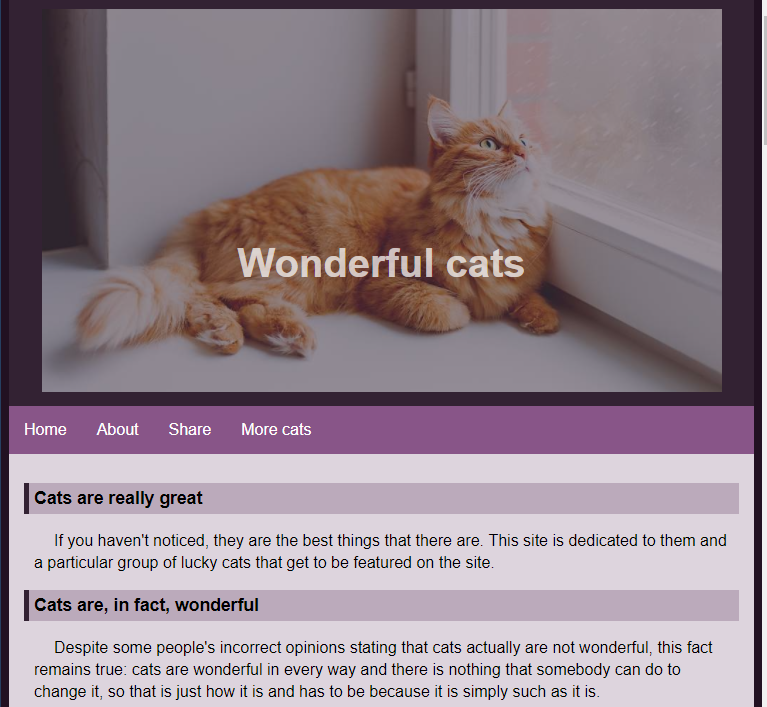 Wonderful cats
Home About Share More cats
Cats are really great
If you haven't noticed, they are the best things that there are. This site is dedicated to them and
a particular group of lucky cats that get to be featured on the site.
Cats are, in fact, wonderful
Despite some people's incorrect opinions stating that cats actually are not wonderful, this fact
remains true: cats are wonderful in every way and there is nothing that somebody can do to
change it, so that is just how it is and has to be because it is simply such as it is.